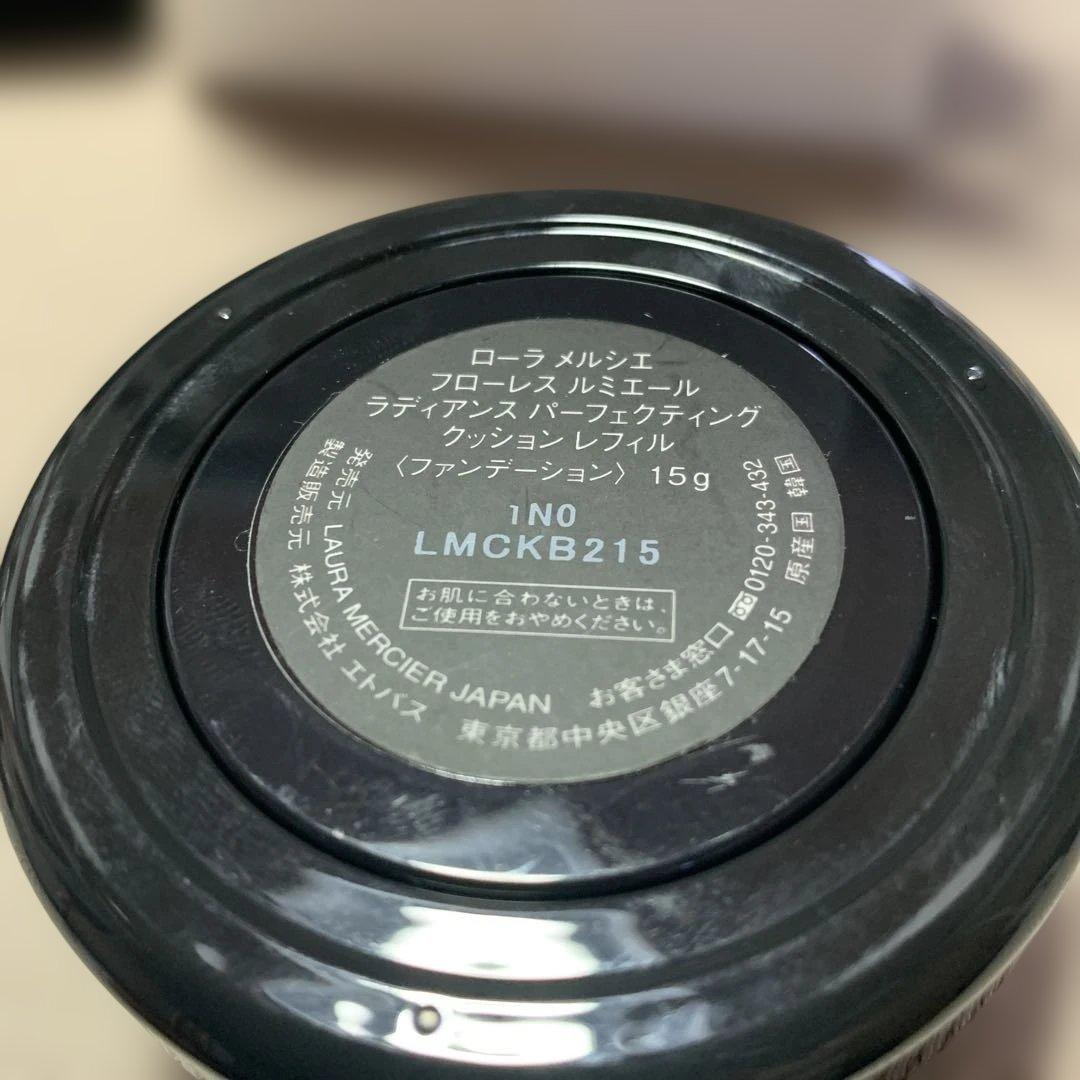 ローラ メルシエ
フローレス ルミエール
ラディアンス パーフェクティング
クッション レフィル
〈ファンデーション〉 15g
1N0
LMCKB215
お肌に合わないときは、
ご使用をおやめください。
発売元 LAURA MERCIER JAPAN お客さま窓口 0120-343-432
製造販売元 株式会社 エトバス 東京都中央区銀座7-17-15 原産国 韓国